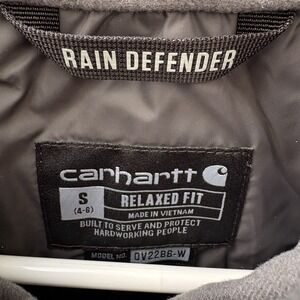 RAIN DEFENDER
carhartt
S
(4-6)
RELAXED FIT
MADE IN VIETNAM
BUILT TO SERVE AND PROTECT
HARDWORKING PEOPLE
MODEL NO. OV2286-W